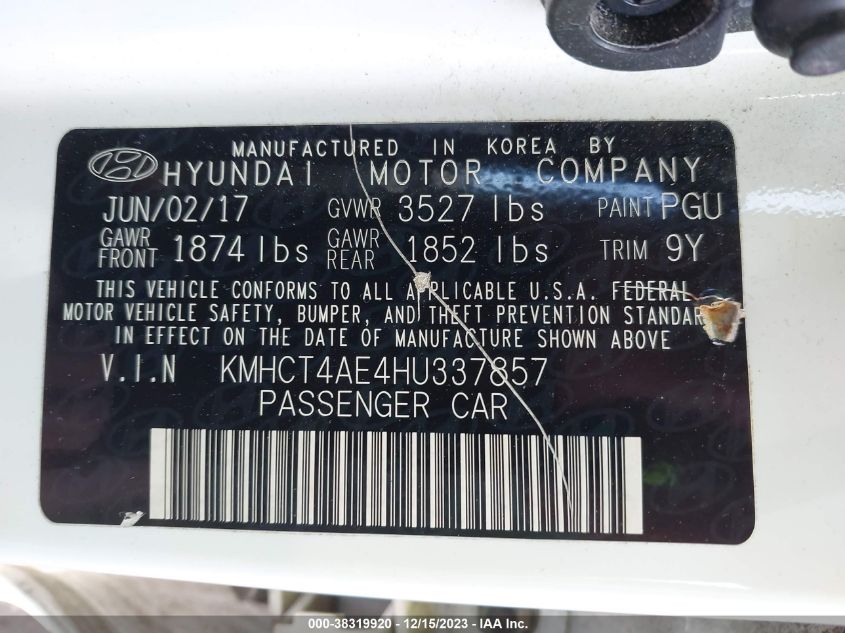 MANUFACTURED IN KOREA BY
HYUNDAI MOTOR COMPANY
JUN/02/17 GVWR 3527 lbs PAINT PGU
GAWR FRONT 1874 lbs GAWR REAR 1852 lbs TRIM 9Y
THIS VEHICLE CONFORMS TO ALL APPLICABLE U.S.A. FEDERAL
MOTOR VEHICLE SAFETY, BUMPER, AND THEFT PREVENTION STANDAR
IN EFFECT ON THE DATE OF MANUFACTURE SHOWN ABOVE
V.I.N KMHCT4AE4HU337857
PASSENGER CAR
000-38319920 - 12/15/2023 - IAA Inc.